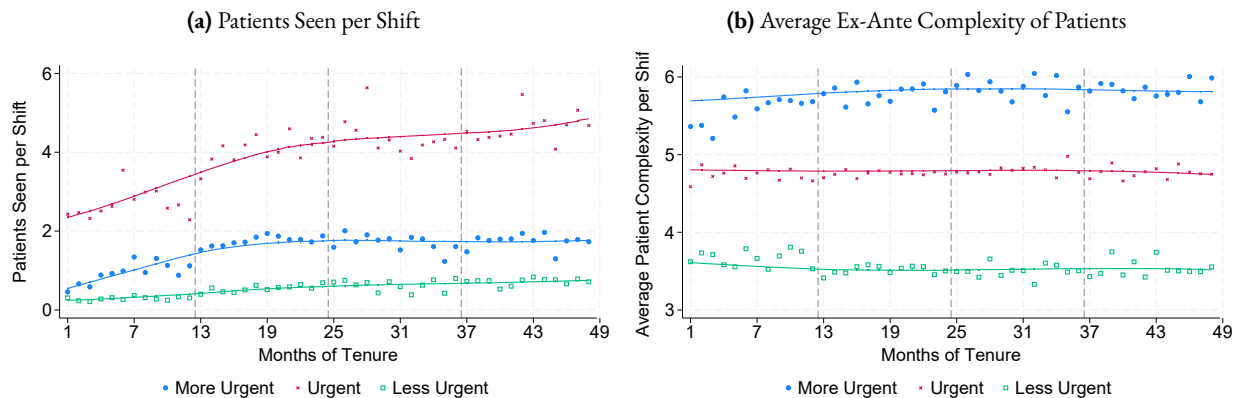 (a) Patients Seen per Shift
Patients Seen per Shift
6
4
2
0
1 7 13 19 25 31 37 43 49
Months of Tenure
More Urgent Urgent Less Urgent
(b) Average Ex-Ante Complexity of Patients
Average Patient Complexity per Shif
6
5
4
3
1 7 13 19 25 31 37 43 49
Months of Tenure
More Urgent Urgent Less Urgent